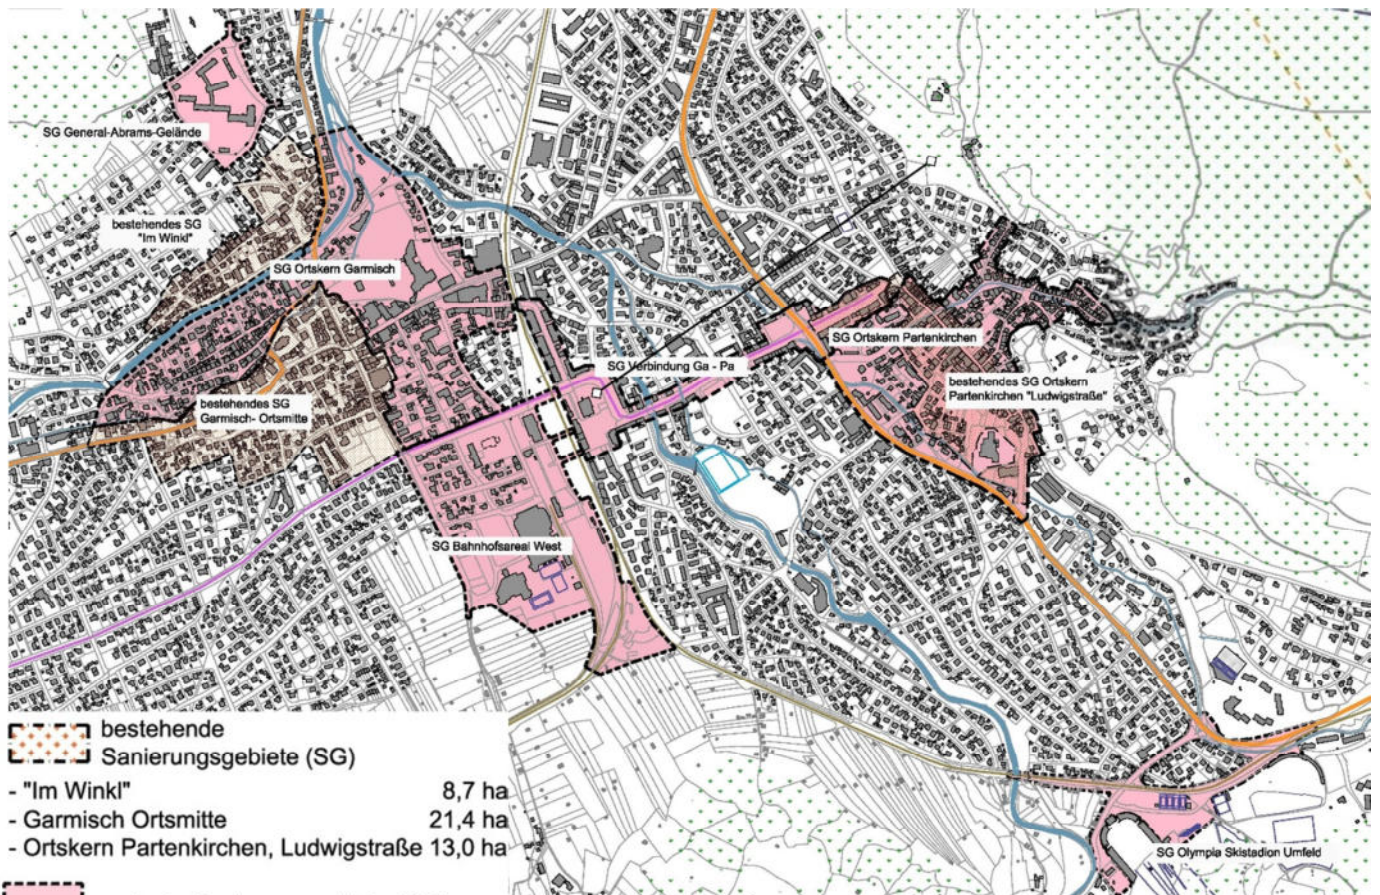 SG General-Abrams-Gelände
bestehendes SG
"Im Winkl"
SG Ortskern Garmisch
SG Ortskern Partenkirchen
SG Verbindung Ga - Pa
bestehendes SG Ortskern
Partenkirchen "Ludwigstraße"
bestehendes SG
Garmisch- Ortsmitte
SG Bahnhofsareal West
SG Olympia Skistadion Umfeld
bestehende
Sanierungsgebiete (SG)
- "Im Winkl" 8,7 ha
- Garmisch Ortsmitte 21,4 ha
- Ortskern Partenkirchen, Ludwigstraße 13,0 ha